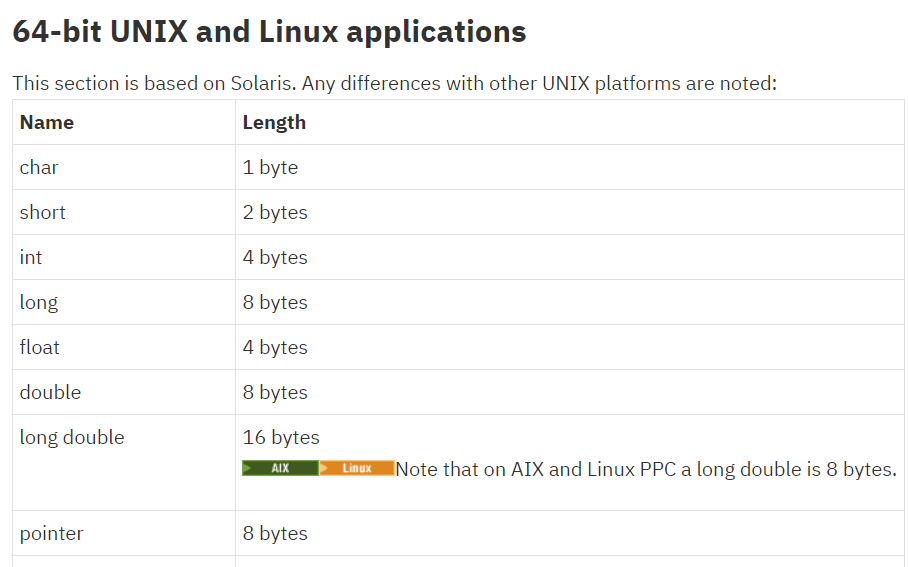 64-bit UNIX and Linux applications
This section is based on Solaris. Any differences with other UNIX platforms are noted:
Name Length
char 1 byte
short 2 bytes
int 4 bytes
long 8 bytes
float 4 bytes
double 8 bytes
long double 16 bytes
AIX Linux Note that on AIX and Linux PPC a long double is 8 bytes.
pointer 8 bytes